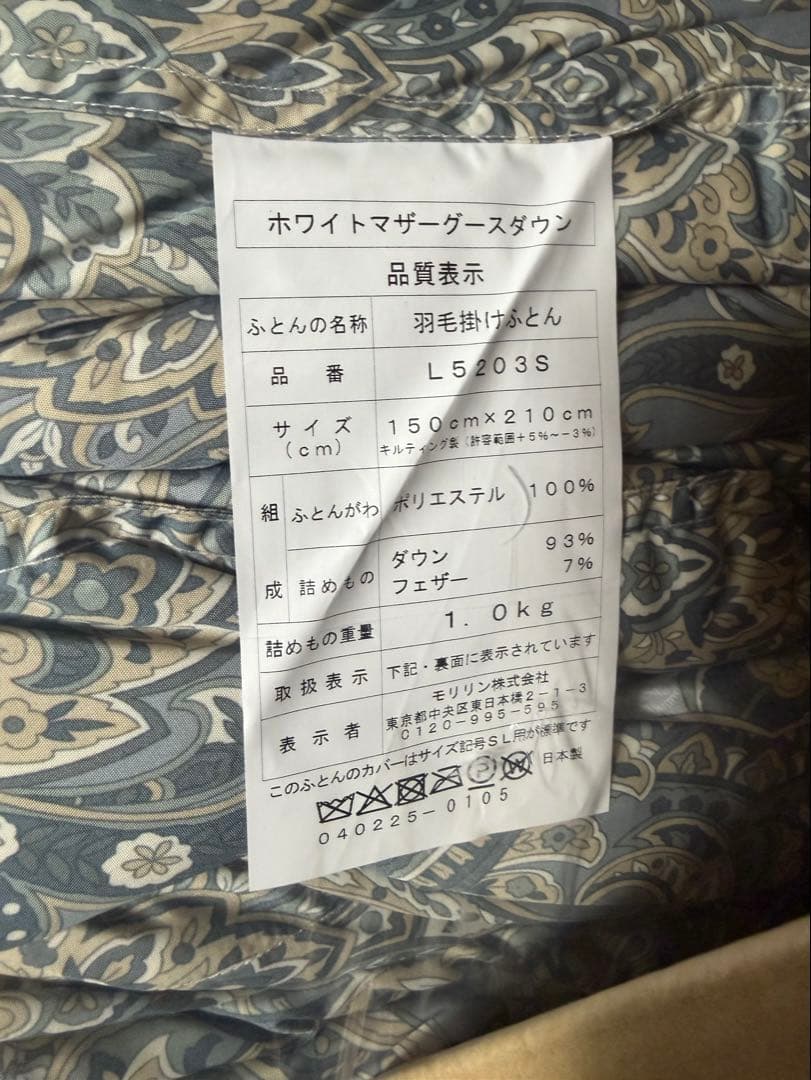 ホワイトマザーグースダウン
品質表示
ふとんの名称 羽毛掛けふとん
品番 L5203S
サイズ(cm) 150cm×210cm
キルティング製(許容範囲+5%~-3%)
組成 ふとんがわ ポリエステル 100%
詰めもの ダウン 93%
フェザー 7%
詰めもの重量 1.0kg
取扱表示 下記・裏面に表示されています
表示者 モリリン株式会社
東京都中央区東日本橋2-1-3
0120-995-595
このふとんのカバーはサイズ記号SL用が標準です
P W 日本製
040225-0105